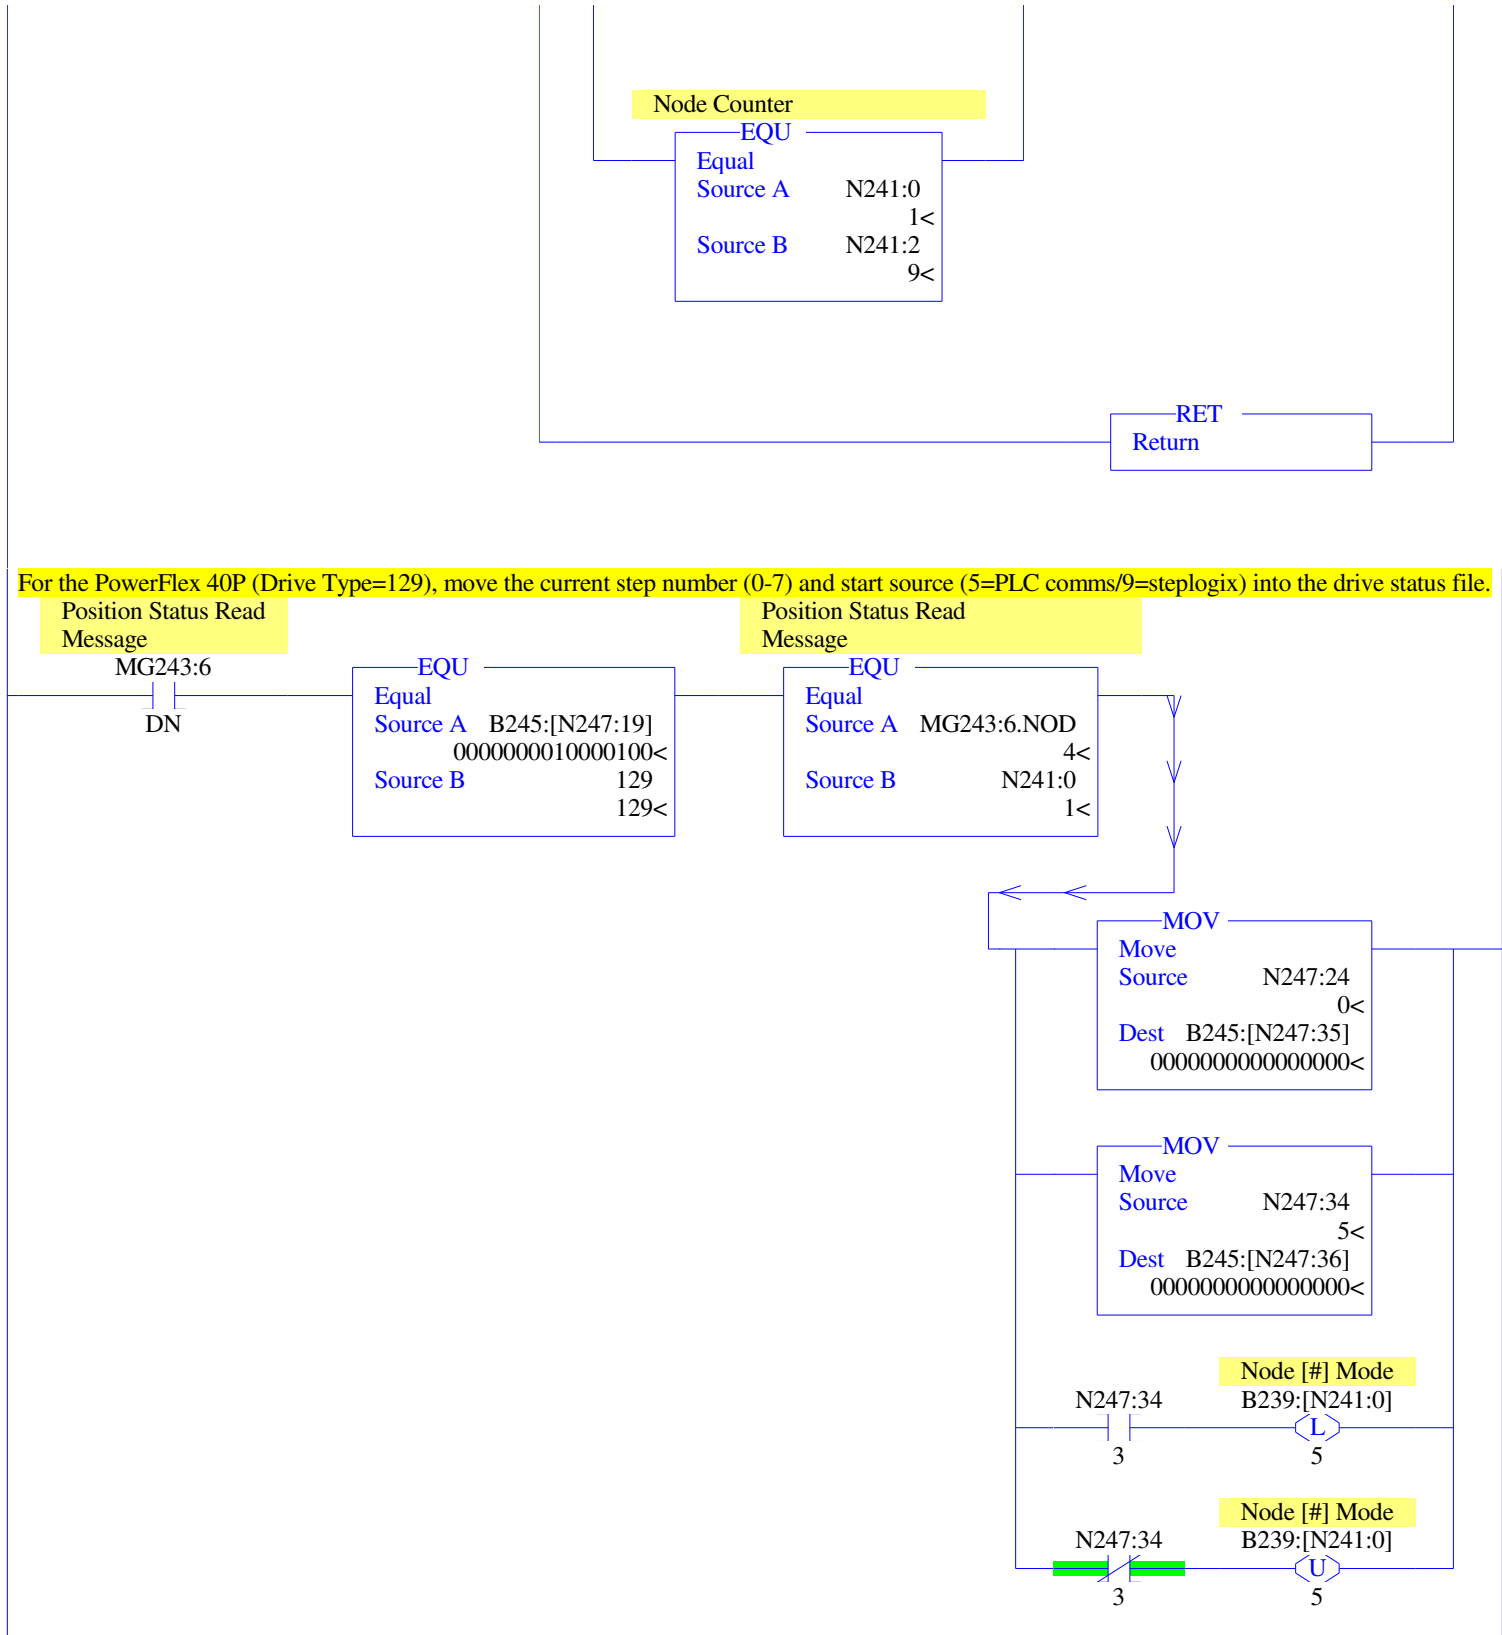 Node Counter
EQU
Equal
Source A N241:0
1<
Source B N241:2
9<
RET
Return
For the PowerFlex 40P (Drive Type=129), move the current step number (0-7) and start source (5=PLC comms/9=steplogix) into the drive status file.
Position Status Read
Message
MG243:6
DN
EQU
Equal
Source A B245:[N247:19]
0000000010000100<
Source B 129
129<
Position Status Read
Message
EQU
Equal
Source A MG243:6.NOD
4<
Source B N241:0
1<
MOV
Move
Source N247:24
0<
Dest B245:[N247:35]
0000000000000000<
MOV
Move
Source N247:34
5<
Dest B245:[N247:36]
0000000000000000<
Node [#] Mode
N247:34 B239:[N241:0]
L
3 5
Node [#] Mode
N247:34 B239:[N241:0]
U
3 5